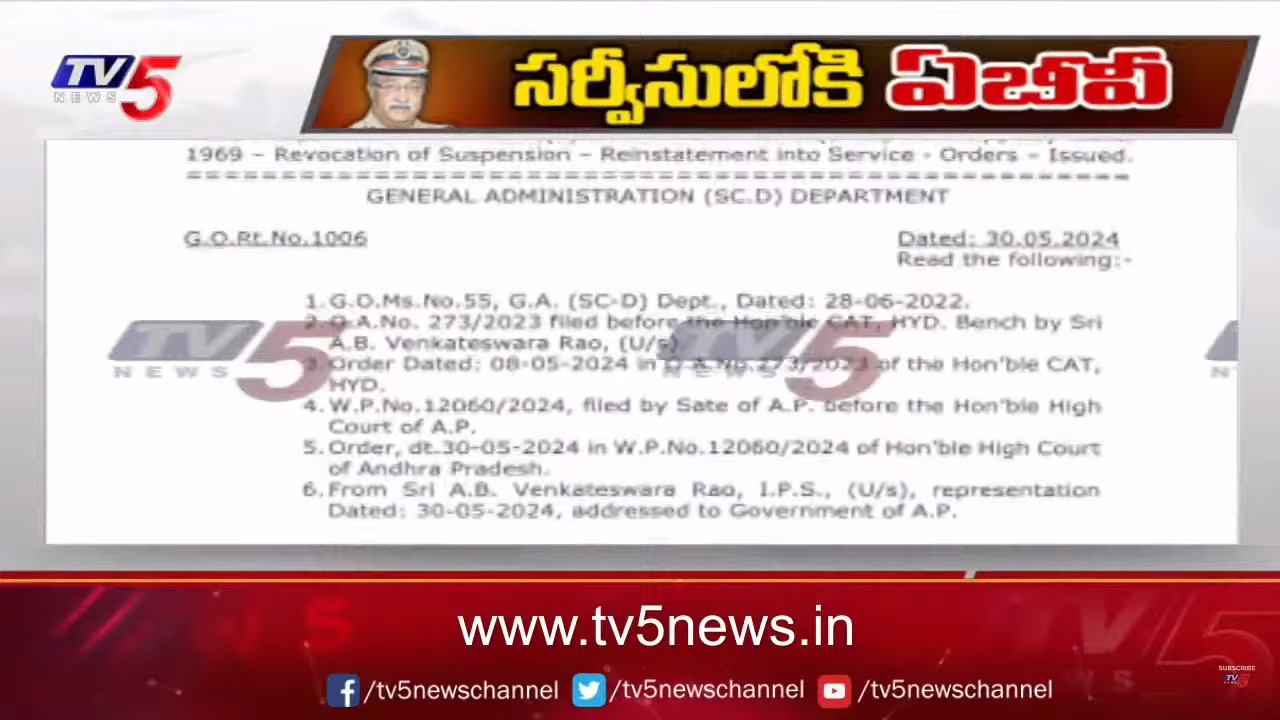 TV5
NEWS
సర్వీసులోకి ఏబీవీ
1969 – Revocation of Suspension – Reinstatement into Service - Orders – Issued.
GENERAL ADMINISTRATION (SC.D) DEPARTMENT
G.O.Rt.No.1006 Dated: 30.05.2024
Read the following:-
1. G.O.Ms.No.55, G.A. (SC-D) Dept., Dated: 28-06-2022.
2. O.A.No. 273/2023 filed before the Hon'ble CAT, HYD. Bench by Sri
A.B. Venkateswara Rao, (U/s).
3. Order Dated: 08-05-2024 in O.A.No.273/2023 of the Hon'ble CAT,
HYD.
4. W.P.No.12060/2024, filed by Sate of A.P. before the Hon'ble High
Court of A.P.
5. Order, dt.30-05-2024 in W.P.No.12060/2024 of Hon'ble High Court
of Andhra Pradesh.
6. From Sri A.B. Venkateswara Rao, I.P.S., (U/s), representation
Dated: 30-05-2024, addressed to Government of A.P.
TV5
NEWS
TV5
NEWS
www.tv5news.in
/tv5newschannel /tv5newschannel /tv5newschannel
SUBSCRIBE
TV5